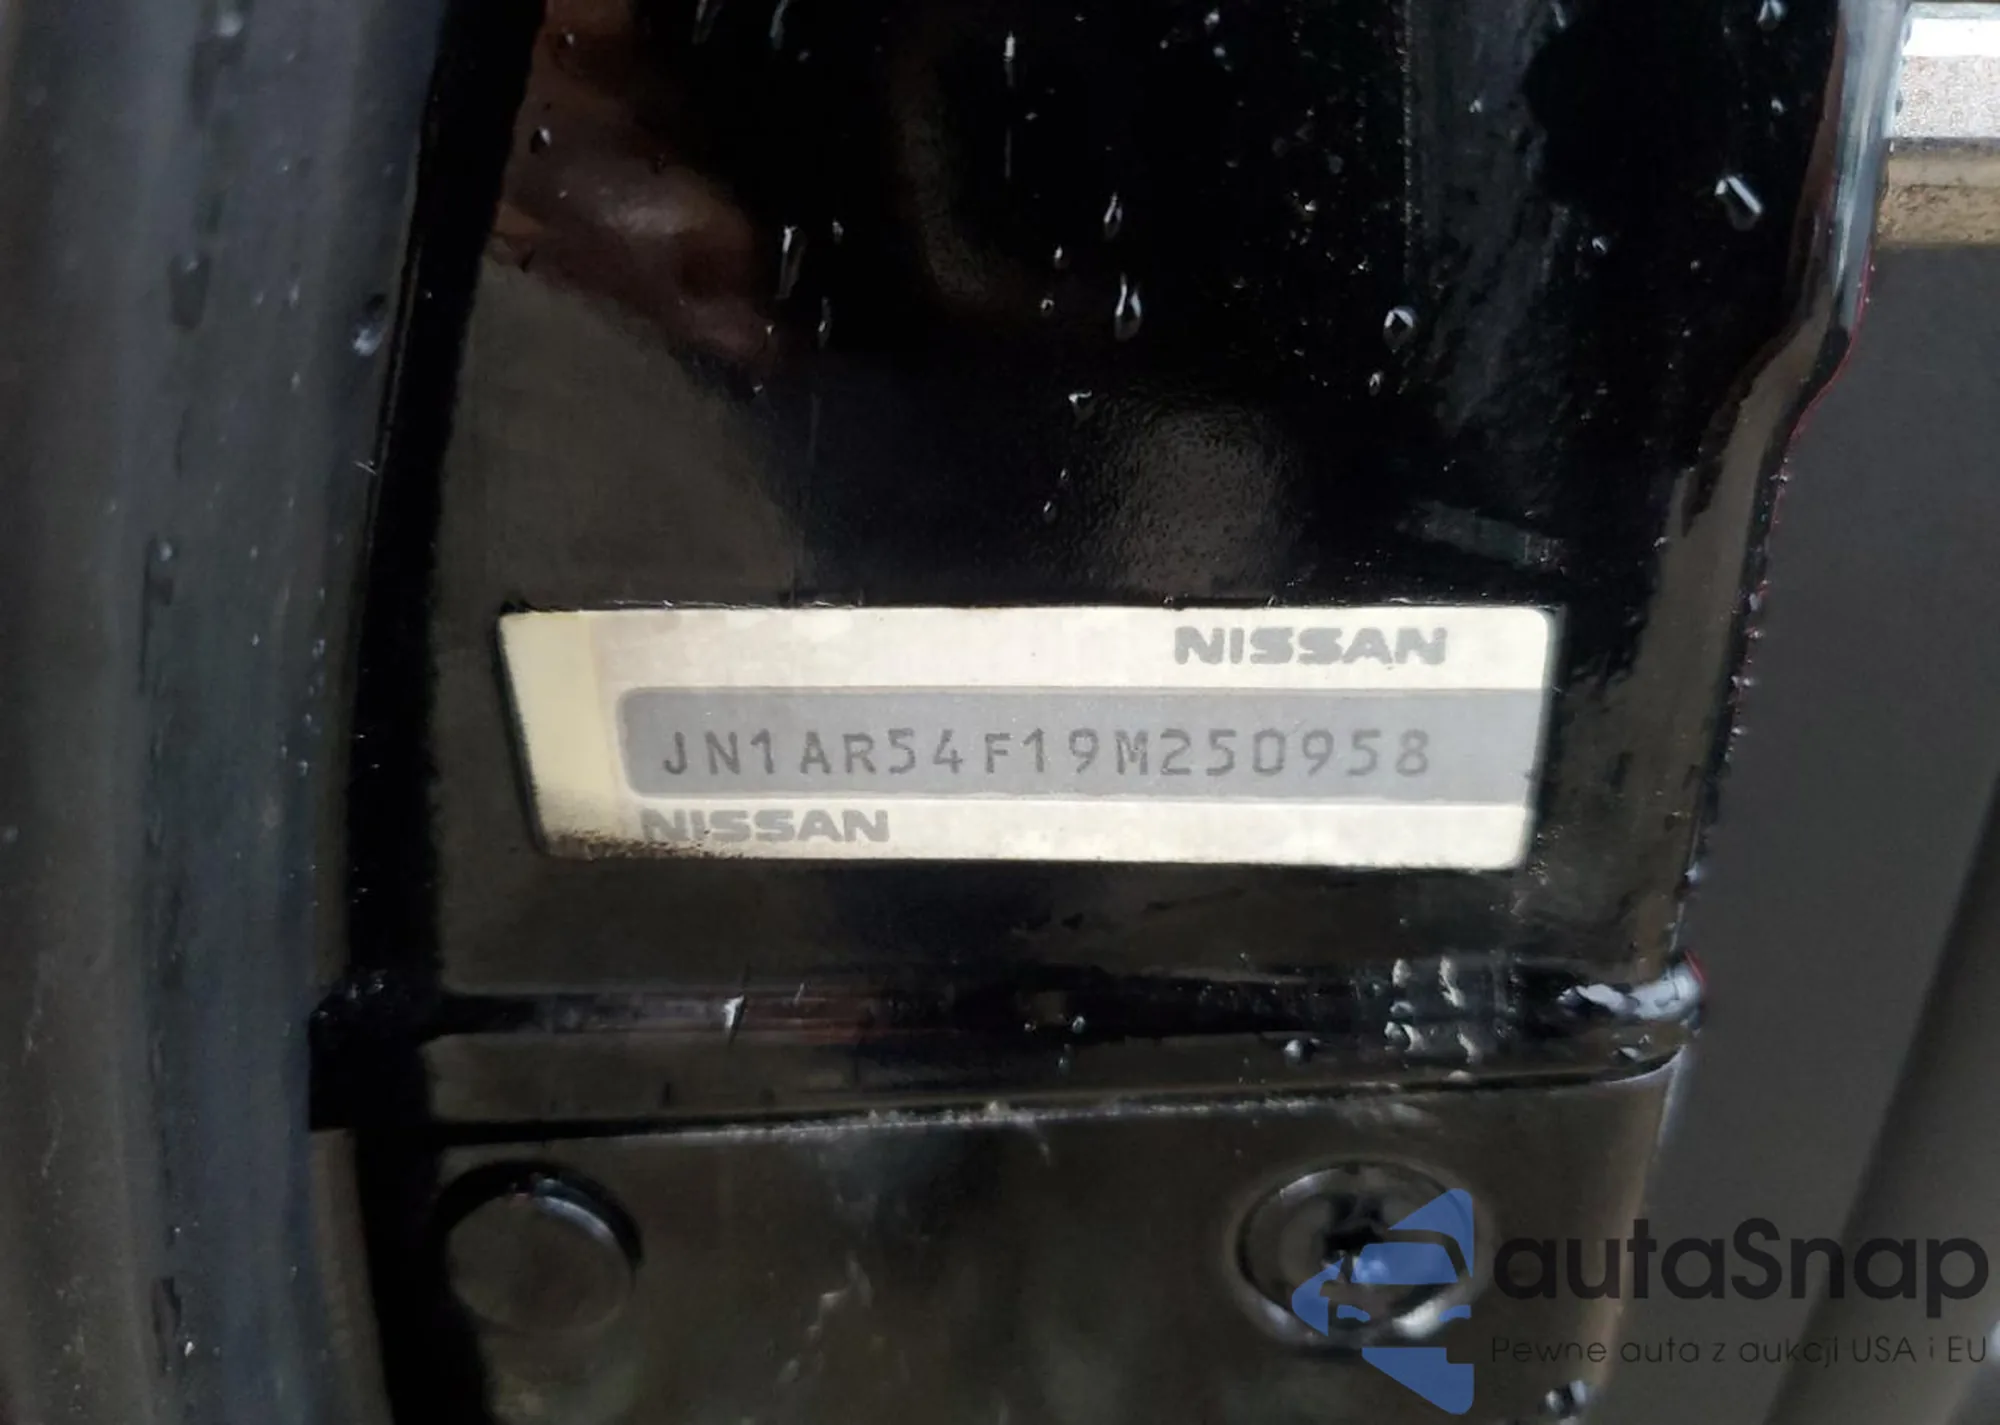 NISSAN
JN1AR54F19M250958
NISSAN
autaSnap
Pewne auta z aukcji USA i EU